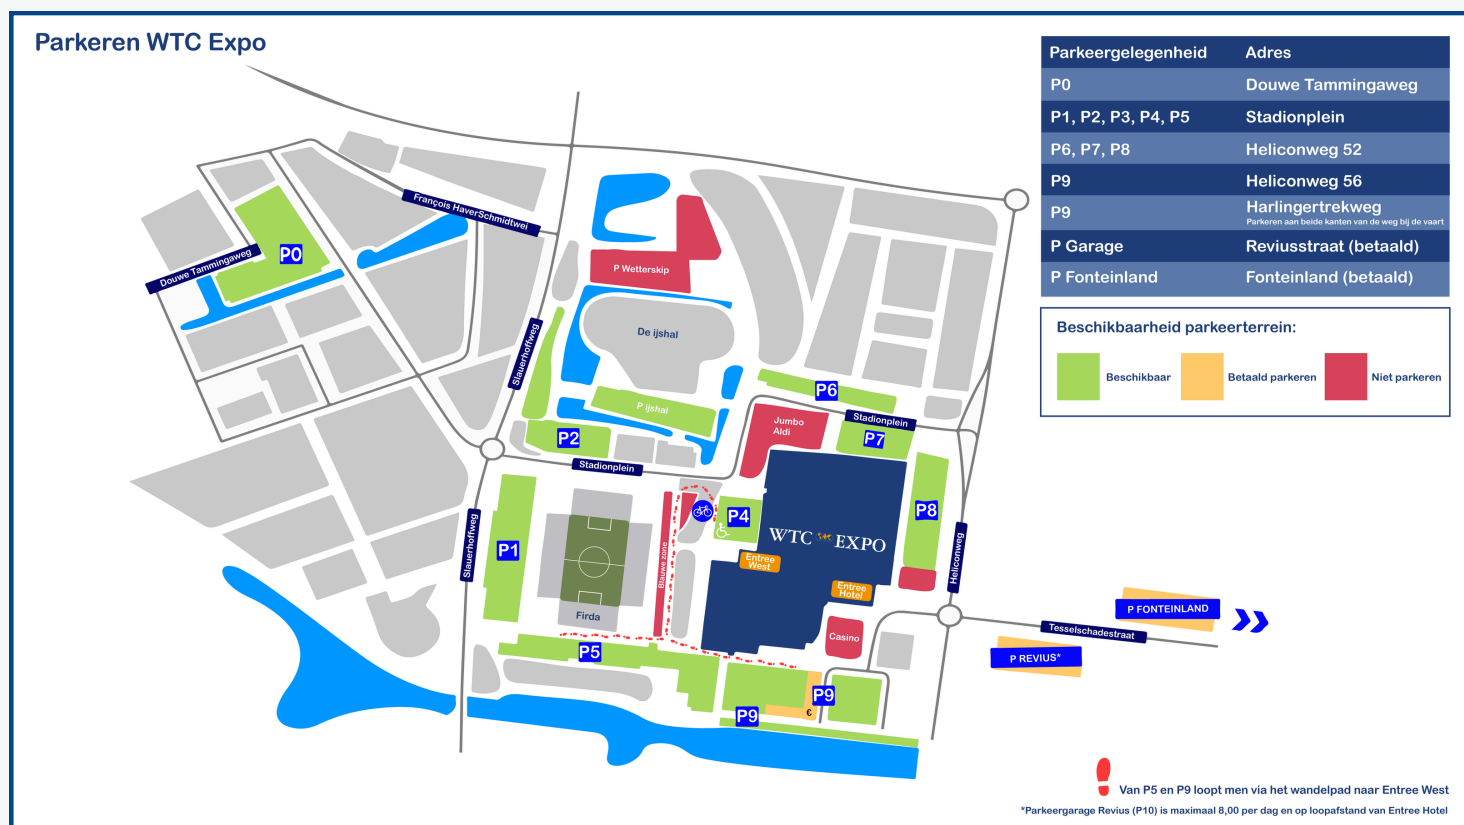 Parkeren WTC Expo
Parkeergelegenheid Adres
P0 Douwe Tammingaweg
P1, P2, P3, P4, P5 Stadionplein
P6, P7, P8 Heliconweg 52
P9 Heliconweg 56
P9 Harlingertrekweg
Parkeren aan beide kanten van de weg bij de vaart
P Garage Reviusstraat (betaald)
P Fonteinland Fonteinland (betaald)
Beschikbaarheid parkeerterrein:
Beschikbaar
Betaald parkeren
Niet parkeren
François HaverSchmidtwei
Douwe Tammingaweg
P0
P Wetterskip
De ijshal
Slauerhoffweg
P ijshal
P6
Stadionplein
Jumbo
Aldi
P7
P2
Stadionplein
P8
P4
WTC EXPO
P1
Slauerhoffweg
Blauwe zone
Entree
West
Entree
Hotel
Heliconweg
Firda
P FONTEINLAND
Tesselschadestraat
Casino
P REVIUS*
P5
P9
€
P9
Van P5 en P9 loopt men via het wandelpad naar Entree West
*Parkeergarage Revius (P10) is maximaal 8,00 per dag en op loopafstand van Entree Hotel